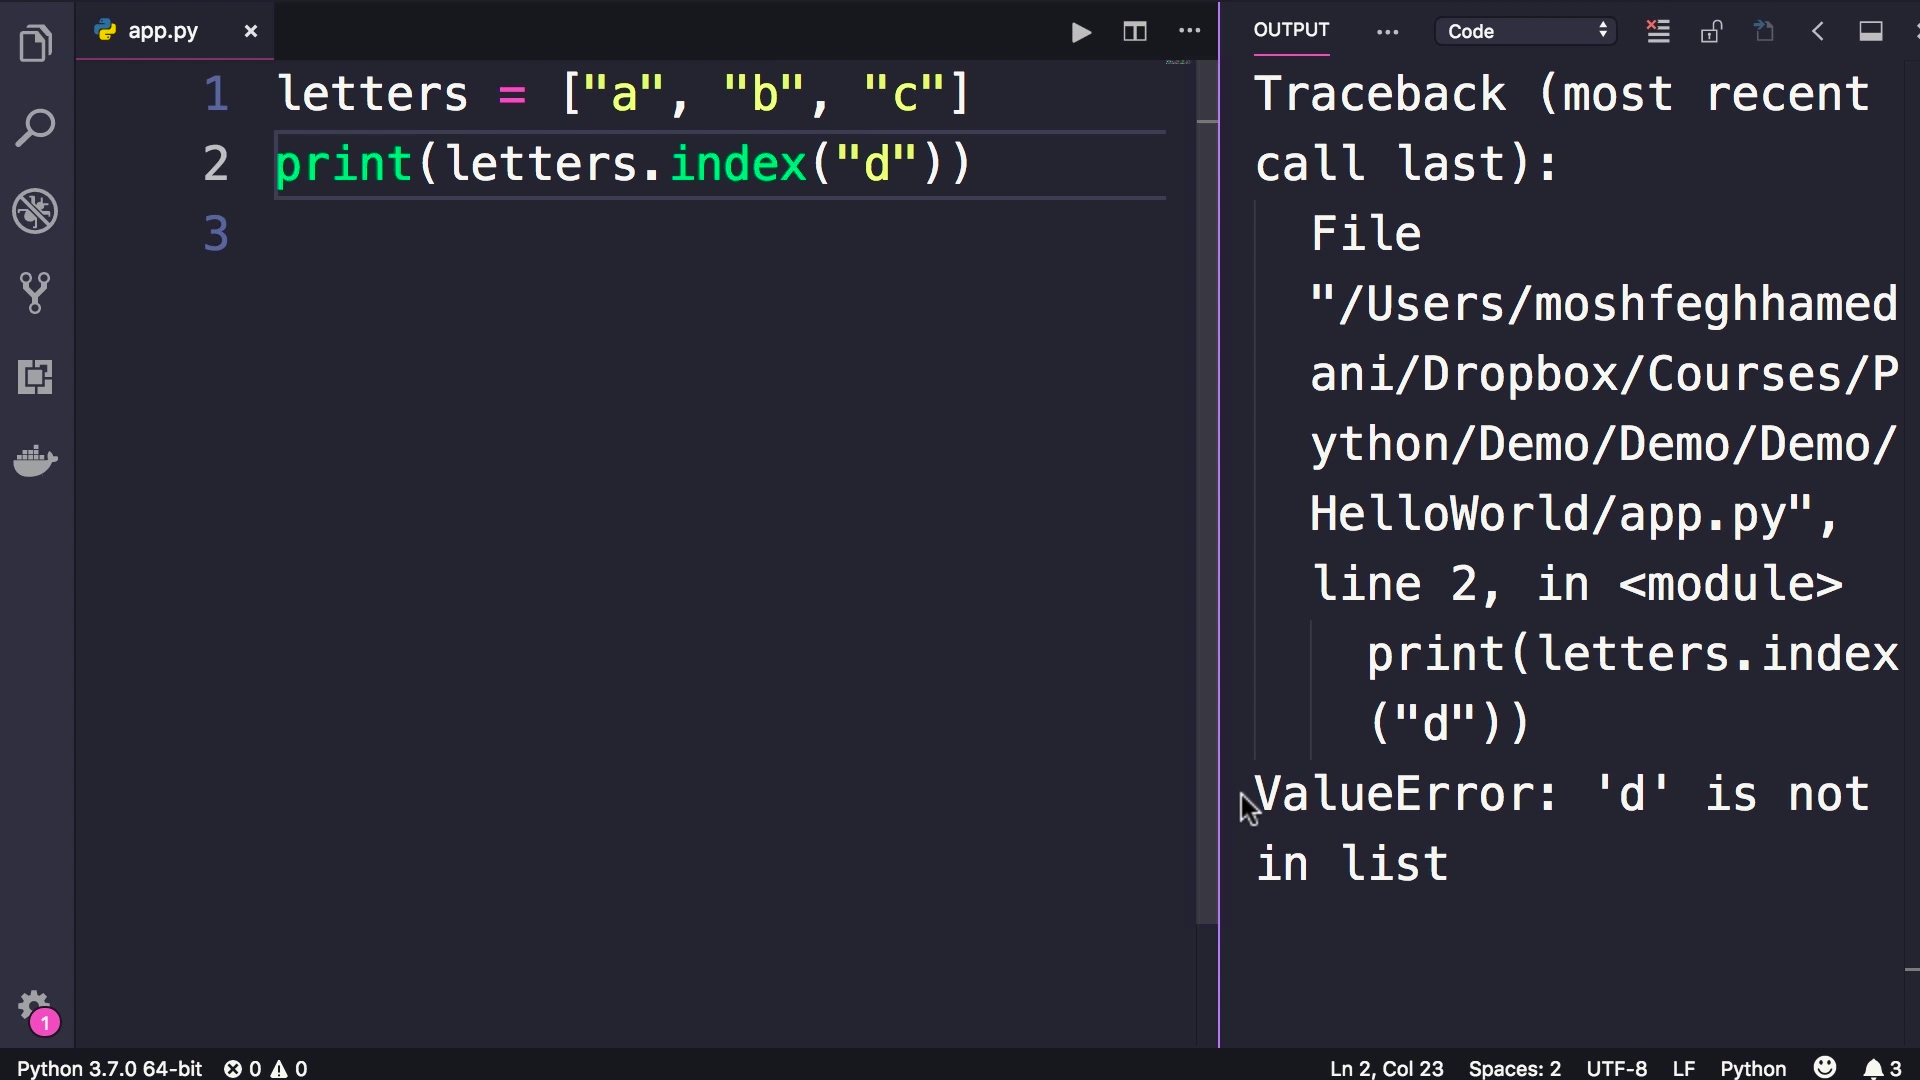 app.py ×
OUTPUT ... Code
1 letters = ["a", "b", "c"]
2 print(letters.index("d"))
3
Traceback (most recent
call last):
File
"/Users/moshfeghhamed
ani/Dropbox/Courses/P
ython/Demo/Demo/Demo/
HelloWorld/app.py",
line 2, in <module>
print(letters.index
("d"))
ValueError: 'd' is not
in list
1
Python 3.7.0 64-bit 0 0
Ln 2, Col 23 Spaces: 2 UTF-8 LF Python 3